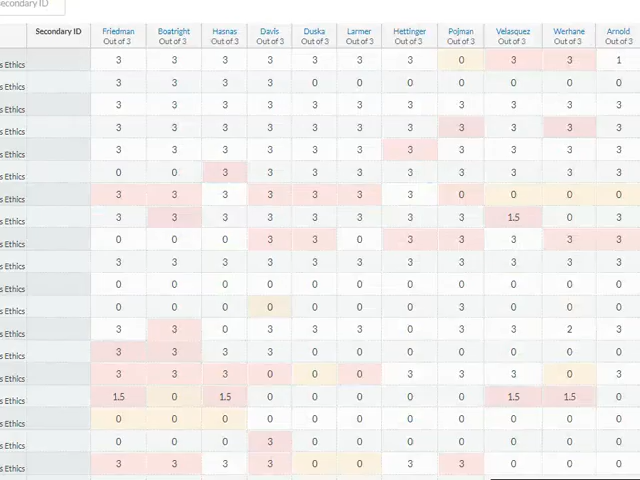 econdary ID
Secondary ID Friedman Boatright Hasnas Davis Duska Larmer Hettinger Pojman Velasquez Werhane Arnold
Out of 3 Out of 3 Out of 3 Out of 3 Out of 3 Out of 3 Out of 3 Out of 3 Out of 3 Out of 3 Out of 3
s Ethics 3 3 3 3 3 3 3 0 3 3 1
s Ethics 3 3 3 3 0 0 0 0 0 0 0
s Ethics 3 3 3 3 3 3 3 3 3 3 3
s Ethics 3 3 3 3 3 3 3 3 3 3 3
s Ethics 3 3 3 3 3 3 3 3 3 3 3
s Ethics 0 0 3 3 3 3 3 3 3 3 3
s Ethics 3 3 3 3 3 3 3 0 0 0 0
s Ethics 3 3 3 3 3 3 3 3 1.5 0 3
s Ethics 0 0 0 3 3 0 3 3 3 3 3
s Ethics 3 3 3 3 3 3 3 3 3 3 3
s Ethics 0 0 0 0 0 0 0 0 0 0 0
s Ethics 0 0 0 0 0 0 0 3 0 0 0
s Ethics 3 3 0 3 3 3 0 0 3 2 3
s Ethics 3 3 3 3 0 0 0 0 0 0 0
s Ethics 3 3 3 0 0 0 3 3 3 0 3
s Ethics 1.5 0 1.5 0 0 0 0 0 1.5 1.5 0
s Ethics 0 0 0 0 0 0 0 0 0 0 0
s Ethics 0 0 0 3 0 0 0 0 0 0 0
s Ethics 3 3 3 3 0 0 3 3 0 0 0